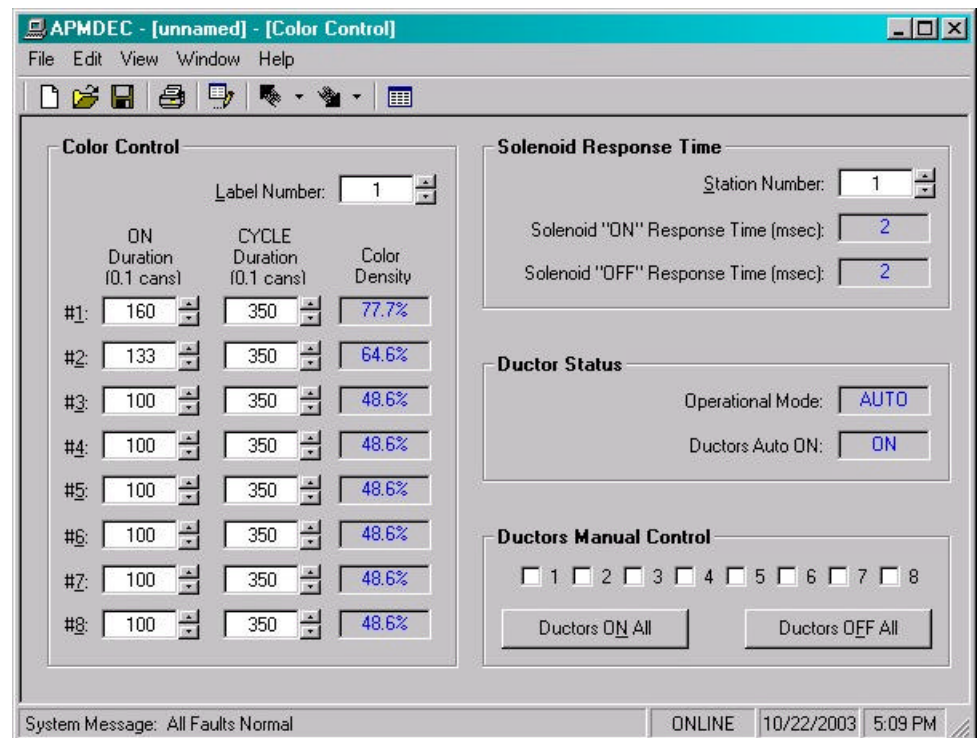 APMDEC - [unnamed] - [Color Control]
File Edit View Window Help
Color Control
Label Number: 1
ON Duration (0.1 cans)
CYCLE Duration (0.1 cans)
Color Density
#1: 160 350 77.7%
#2: 133 350 64.6%
#3: 100 350 48.6%
#4: 100 350 48.6%
#5: 100 350 48.6%
#6: 100 350 48.6%
#7: 100 350 48.6%
#8: 100 350 48.6%
Solenoid Response Time
Station Number: 1
Solenoid "ON" Response Time (msec): 2
Solenoid "OFF" Response Time (msec): 2
Ductor Status
Operational Mode: AUTO
Ductors Auto ON: ON
Ductors Manual Control
1 2 3 4 5 6 7 8
Ductors ON All
Ductors OFF All
System Message: All Faults Normal
ONLINE 10/22/2003 5:09 PM